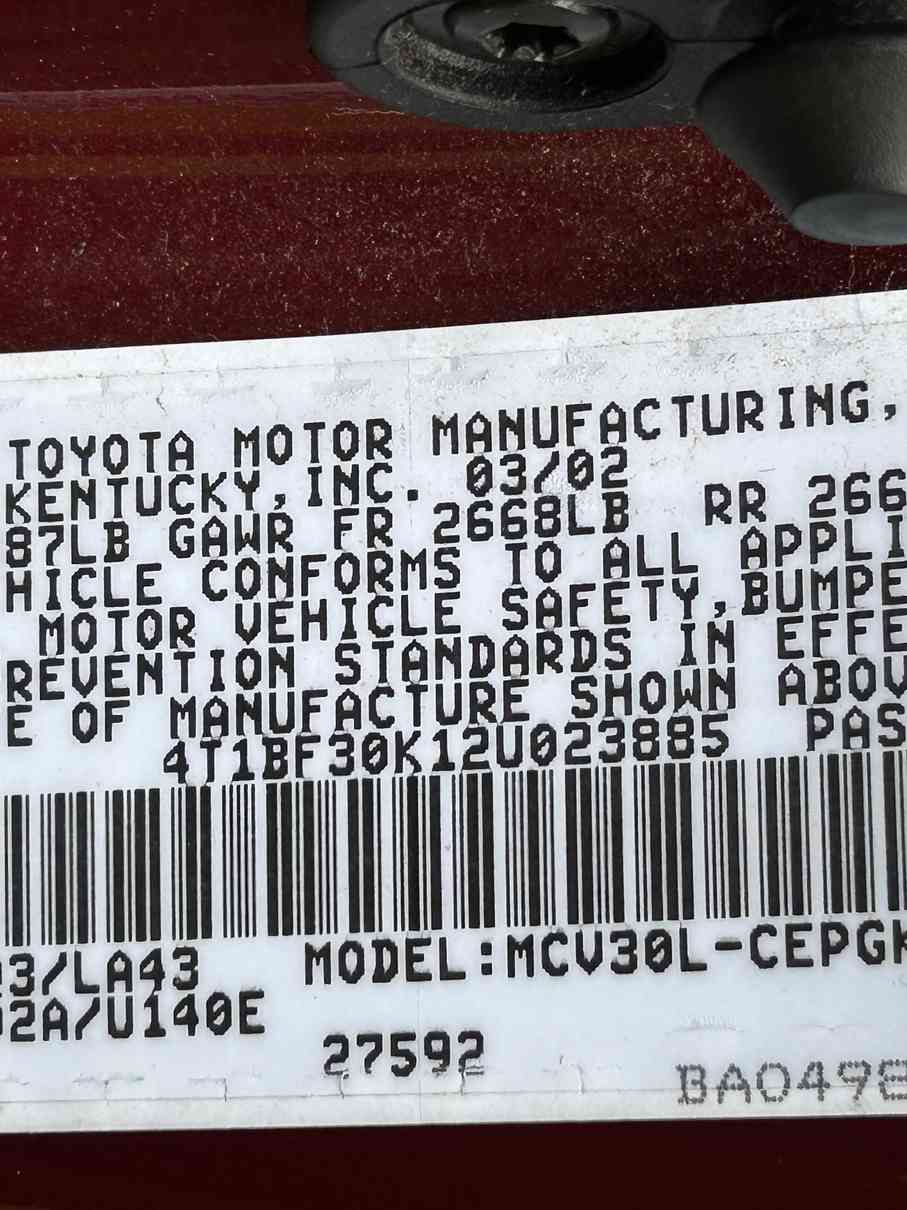 TOYOTA MOTOR MANUFACTURING,
KENTUCKY,INC. 03/02
87LB GAWR FR 2668LB RR 266
HICLE CONFORMS TO ALL APPLI
MOTOR VEHICLE SAFETY,BUMPE
REVENTION STANDARDS IN EFFE
E OF MANUFACTURE SHOWN ABOV
4T1BF30K12U023885 PAS
3/LA43 MODEL:MCV30L-CEPGK
2A/U140E
27592
BA0498